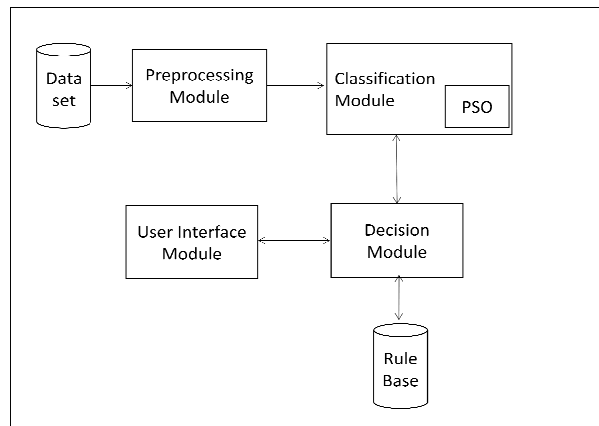 Data
set
Preprocessing
Module
Classification
Module
PSO
User Interface
Module
Decision
Module
Rule
Base